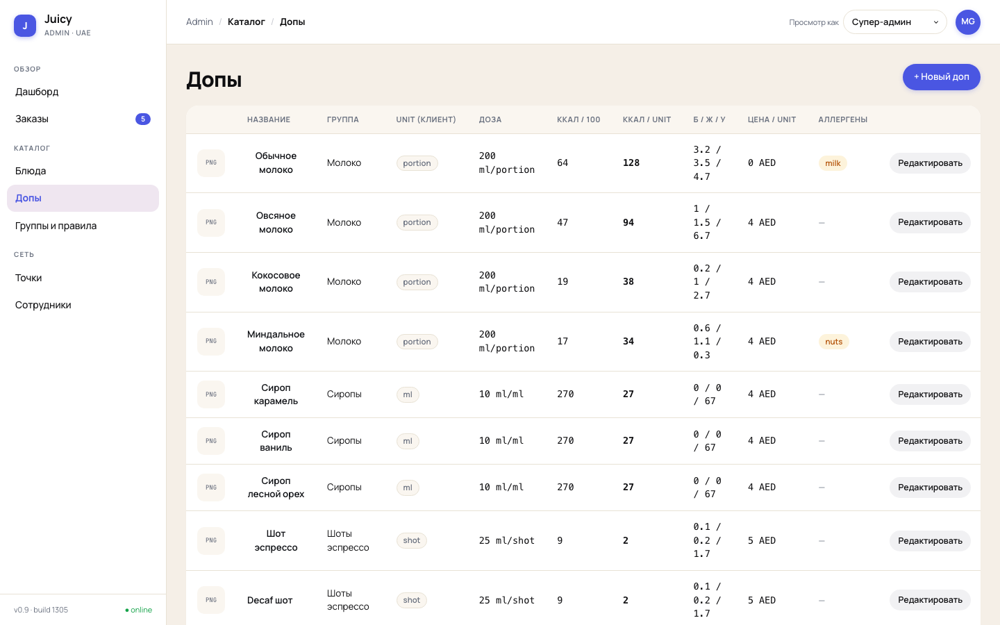 J
Juicy
ADMIN · UAE
ОБЗОР
Дашборд
Заказы 5
КАТАЛОГ
Блюда
Допы
Группы и правила
СЕТЬ
Точки
Сотрудники
v0.9 · build 1305 ● online
Admin / Каталог / Допы
Просмотр как Супер-админ MG
Допы
+ Новый доп
НАЗВАНИЕ ГРУППА UNIT (КЛИЕНТ) ДОЗА ККАЛ / 100 ККАЛ / UNIT Б / Ж / У ЦЕНА / UNIT АЛЛЕРГЕНЫ
PNG Обычное молоко Молоко portion 200 ml/portion 64 128 3.2 / 3.5 / 4.7 0 AED milk Редактировать
PNG Овсяное молоко Молоко portion 200 ml/portion 47 94 1 / 1.5 / 6.7 4 AED — Редактировать
PNG Кокосовое молоко Молоко portion 200 ml/portion 19 38 0.2 / 1 / 2.7 4 AED — Редактировать
PNG Миндальное молоко Молоко portion 200 ml/portion 17 34 0.6 / 1.1 / 0.3 4 AED nuts Редактировать
PNG Сироп карамель Сиропы ml 10 ml/ml 270 27 0 / 0 / 67 4 AED — Редактировать
PNG Сироп ваниль Сиропы ml 10 ml/ml 270 27 0 / 0 / 67 4 AED — Редактировать
PNG Сироп лесной орех Сиропы ml 10 ml/ml 270 27 0 / 0 / 67 4 AED — Редактировать
PNG Шот эспрессо Шоты эспрессо shot 25 ml/shot 9 2 0.1 / 0.2 / 1.7 5 AED — Редактировать
PNG Decaf шот Шоты эспрессо shot 25 ml/shot 9 2 0.1 / 0.2 / 1.7 5 AED — Редактировать